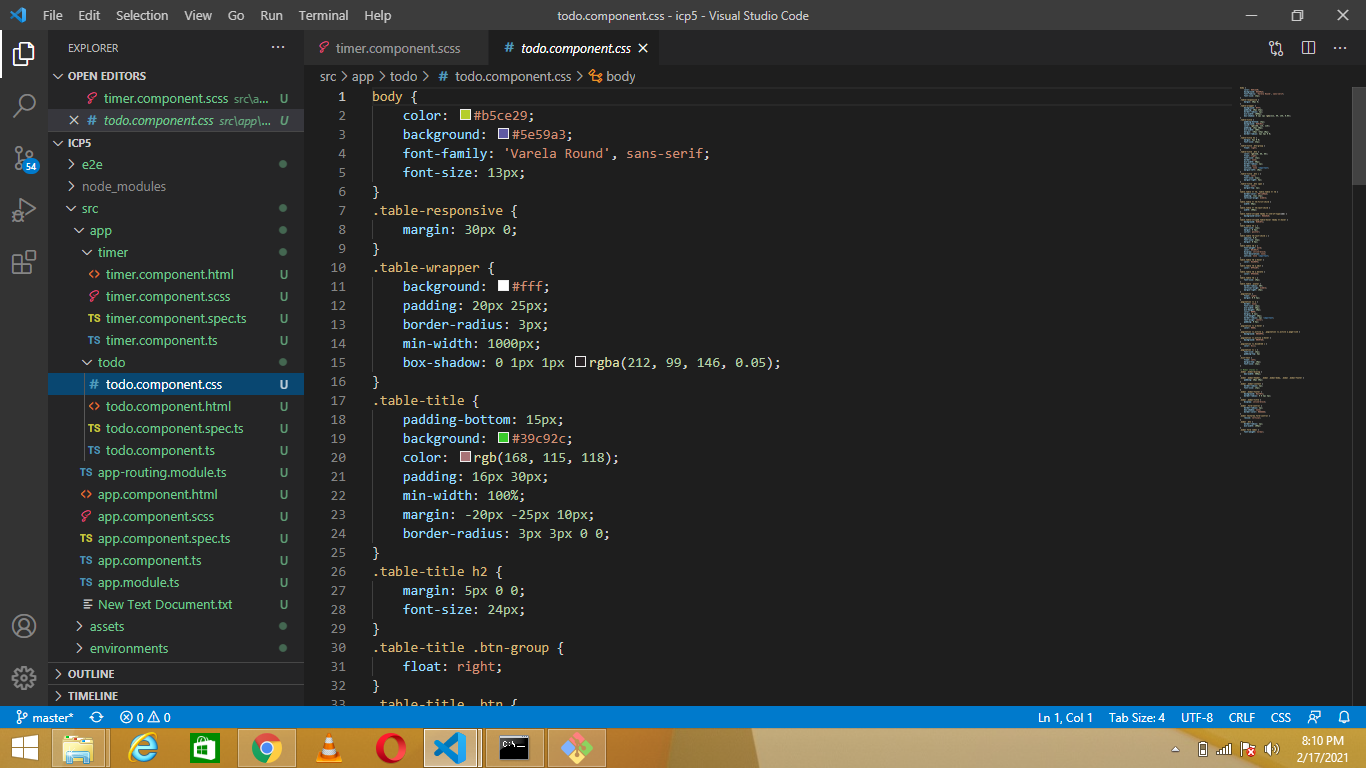 File Edit Selection View Go Run Terminal Help
todo.component.css - icp5 - Visual Studio Code
EXPLORER
OPEN EDITORS
timer.component.scss src\a... U
todo.component.css src\app\... U
ICP5
e2e
node_modules
src
app
timer
timer.component.html U
timer.component.scss U
TS timer.component.spec.ts U
TS timer.component.ts U
todo
# todo.component.css U
todo.component.html U
TS todo.component.spec.ts U
TS todo.component.ts U
TS app-routing.module.ts U
app.component.html U
app.component.scss U
TS app.component.spec.ts U
TS app.component.ts U
TS app.module.ts U
New Text Document.txt U
assets
environments
OUTLINE
TIMELINE
54
timer.component.scss
# todo.component.css
src > app > todo > # todo.component.css > body
1 body {
2 color: #b5ce29;
3 background: #5e59a3;
4 font-family: 'Varela Round', sans-serif;
5 font-size: 13px;
6 }
7 .table-responsive {
8 margin: 30px 0;
9 }
10 .table-wrapper {
11 background: #fff;
12 padding: 20px 25px;
13 border-radius: 3px;
14 min-width: 1000px;
15 box-shadow: 0 1px 1px rgba(212, 99, 146, 0.05);
16 }
17 .table-title {
18 padding-bottom: 15px;
19 background: #39c92c;
20 color: rgb(168, 115, 118);
21 padding: 16px 30px;
22 min-width: 100%;
23 margin: -20px -25px 10px;
24 border-radius: 3px 3px 0 0;
25 }
26 .table-title h2 {
27 margin: 5px 0 0;
28 font-size: 24px;
29 }
30 .table-title .btn-group {
31 float: right;
32 }
33 .table-title .btn {
master* 0 0
Ln 1, Col 1 Tab Size: 4 UTF-8 CRLF CSS
8:10 PM
2/17/2021